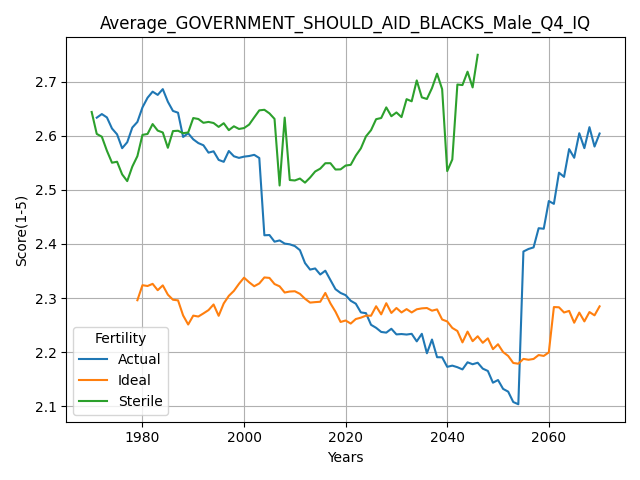 Average_GOVERNMENT_SHOULD_AID_BLACKS_Male_Q4_IQ
Score(1-5)
2.7
2.6
2.5
2.4
2.3
2.2
2.1
Fertility
Actual
Ideal
Sterile
1980 2000 2020 2040 2060
Years